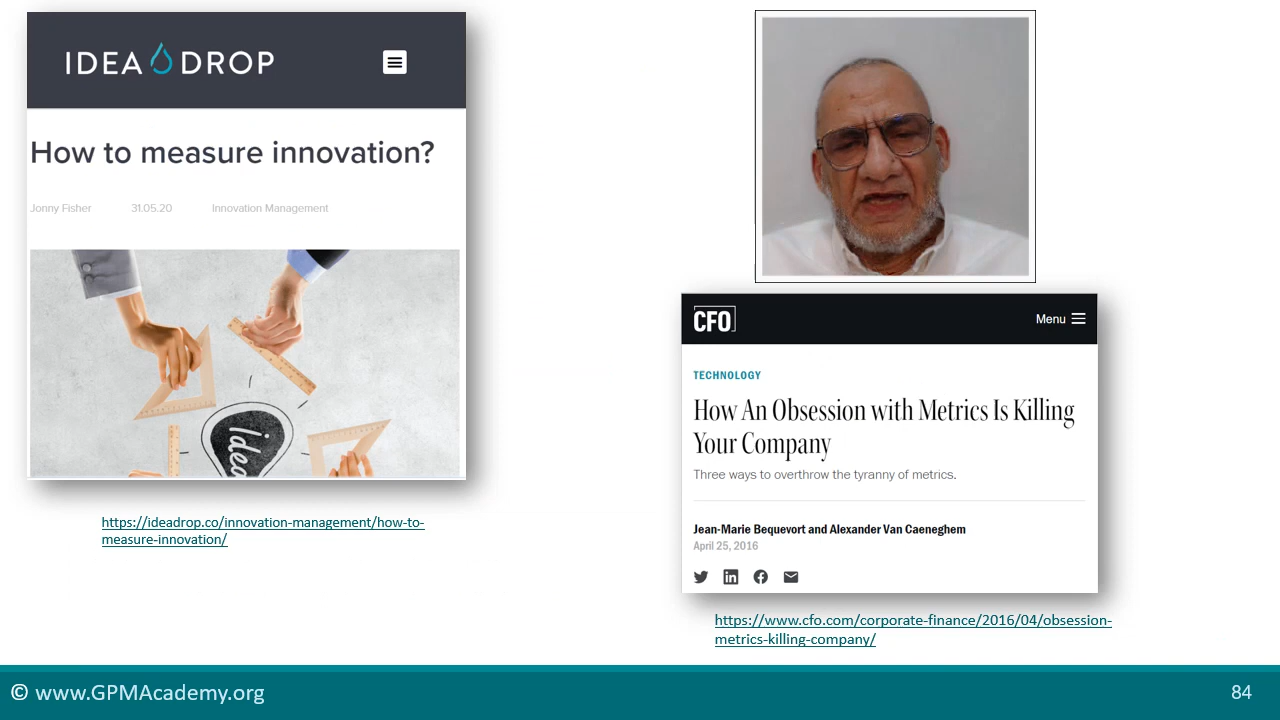 IDEA DROP
How to measure innovation?
Jonny Fisher 31.05.20 Innovation Management
Idea
https://ideadrop.co/innovation-management/how-to-
measure-innovation/
CFO
Menu
TECHNOLOGY
How An Obsession with Metrics Is Killing
Your Company
Three ways to overthrow the tyranny of metrics.
Jean-Marie Bequevort and Alexander Van Caeneghem
April 25, 2016
https://www.cfo.com/corporate-finance/2016/04/obsession-
metrics-killing-company/
© www.GPMAcademy.org
84